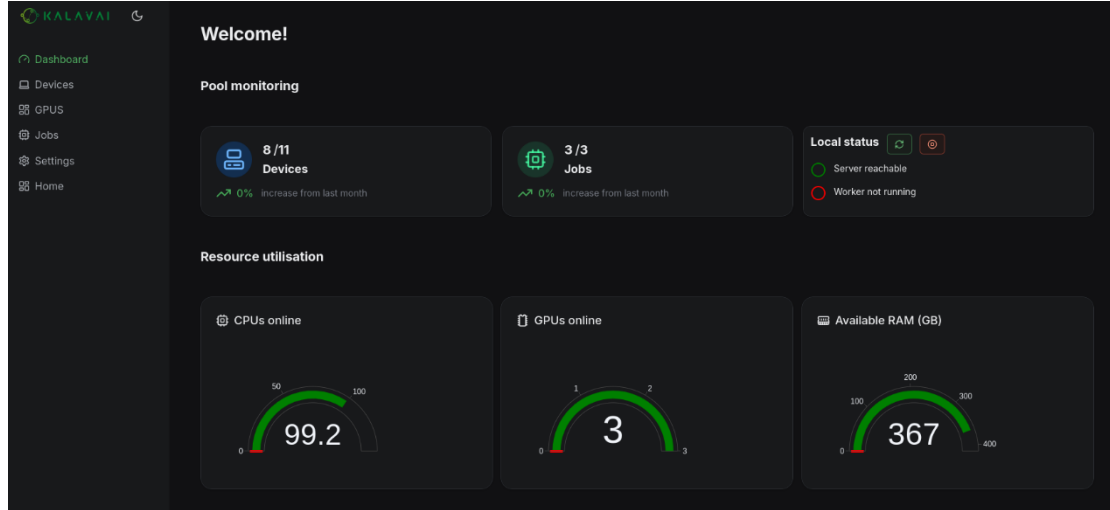 KALAVAI
Dashboard
Devices
GPUS
Jobs
Settings
Home
Welcome!
Pool monitoring
8 /11
Devices
0% increase from last month
3 /3
Jobs
0% increase from last month
Local status
Server reachable
Worker not running
Resource utilisation
CPUs online
0
50
100
99.2
GPUs online
0
1
2
3
3
Available RAM (GB)
0
100
200
300
400
367